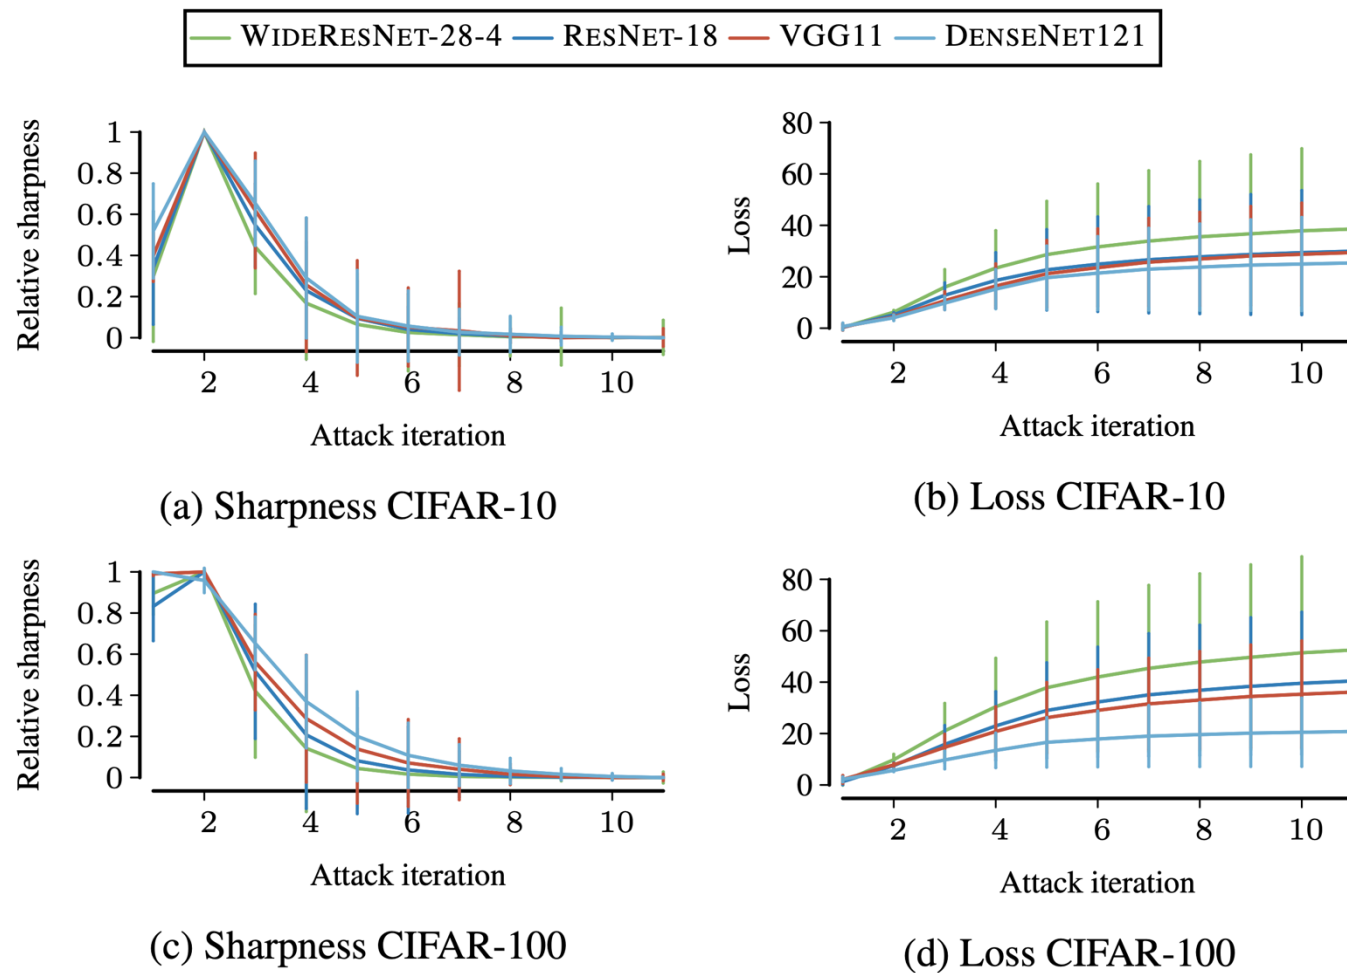 WIDERESNET-28-4 RESNET-18 VGG11 DENSENET121
Relative sharpness
1
0.8
0.6
0.4
0.2
0
2 4 6 8 10
Attack iteration
(a) Sharpness CIFAR-10
Loss
80
60
40
20
0
2 4 6 8 10
Attack iteration
(b) Loss CIFAR-10
Relative sharpness
1
0.8
0.6
0.4
0.2
0
2 4 6 8 10
Attack iteration
(c) Sharpness CIFAR-100
Loss
80
60
40
20
0
2 4 6 8 10
Attack iteration
(d) Loss CIFAR-100